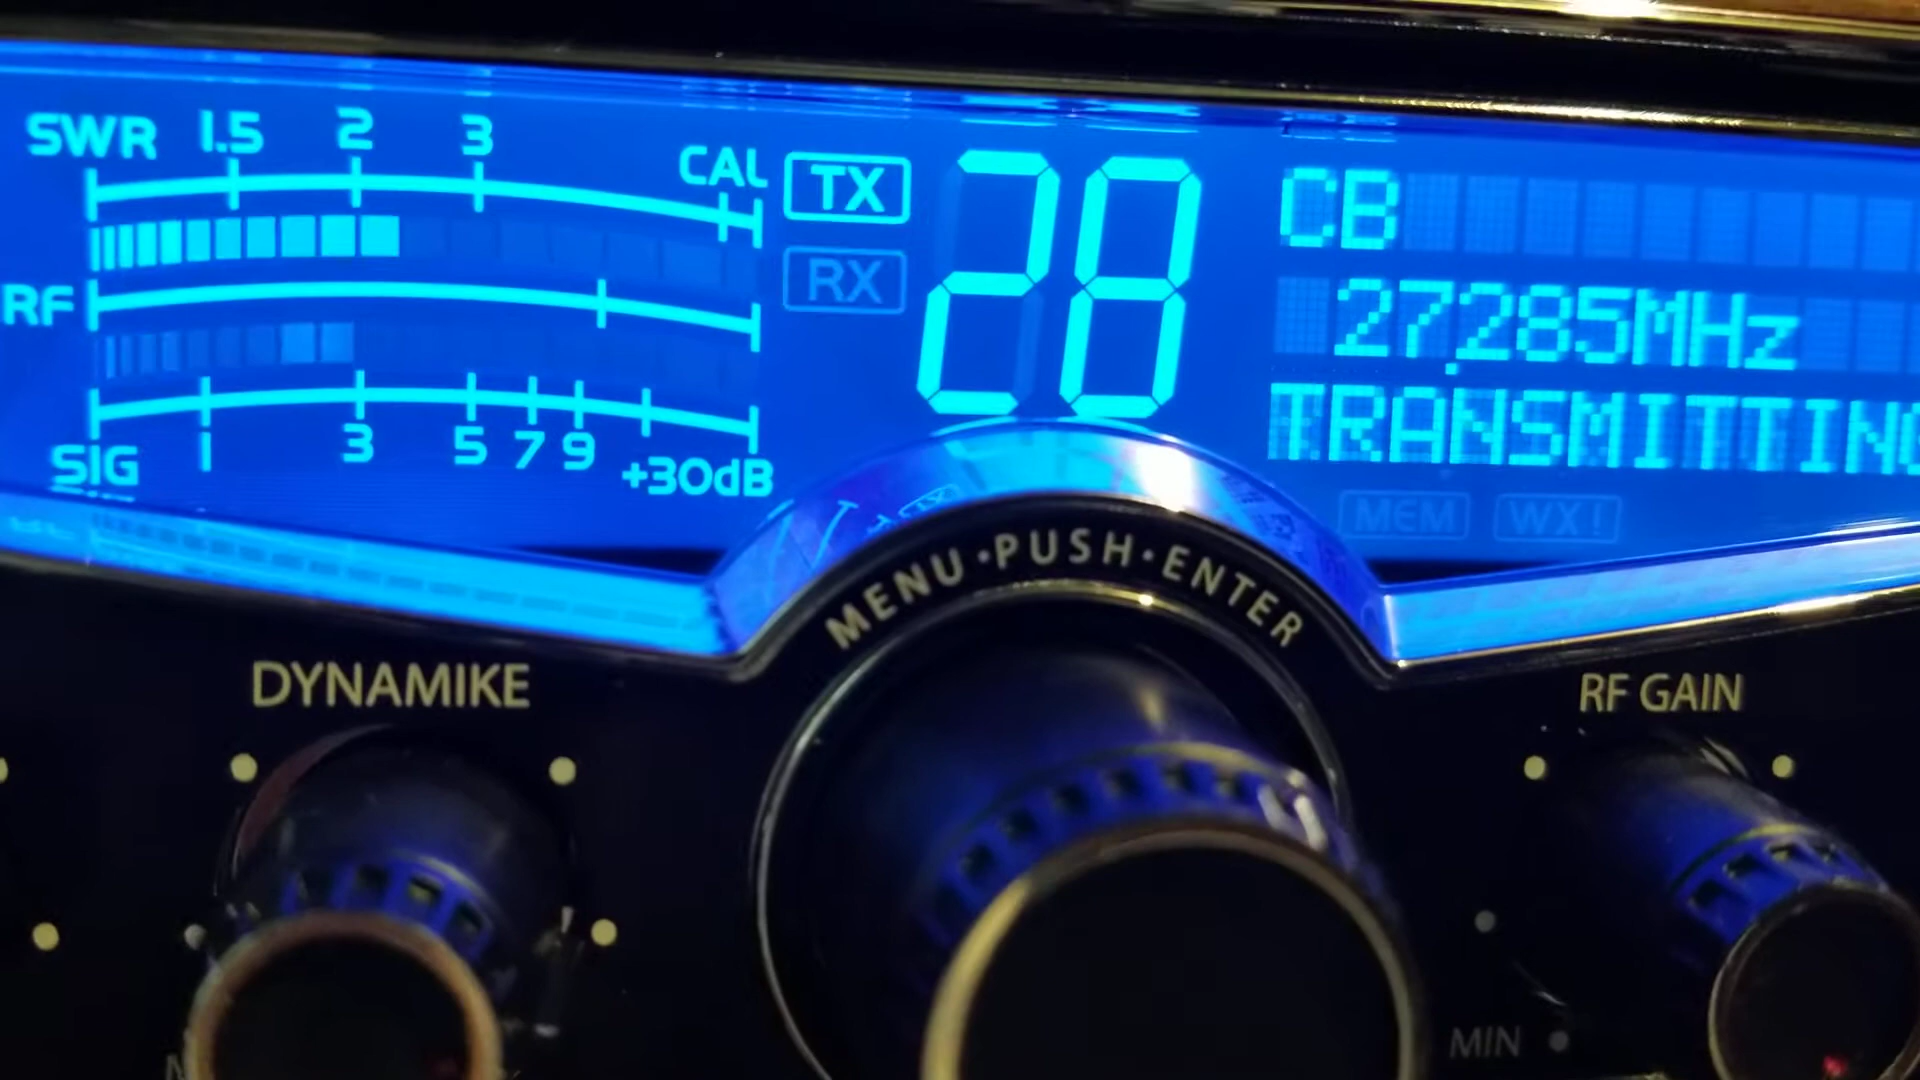 SWR 1.5 2 3 CAL
RF
SIG 1 3 5 7 9 +30dB
TX
RX
28
CB
27.285MHz
TRANSMITTING
MEM WX!
MENU·PUSH·ENTER
DYNAMIKE
RF GAIN
MIN